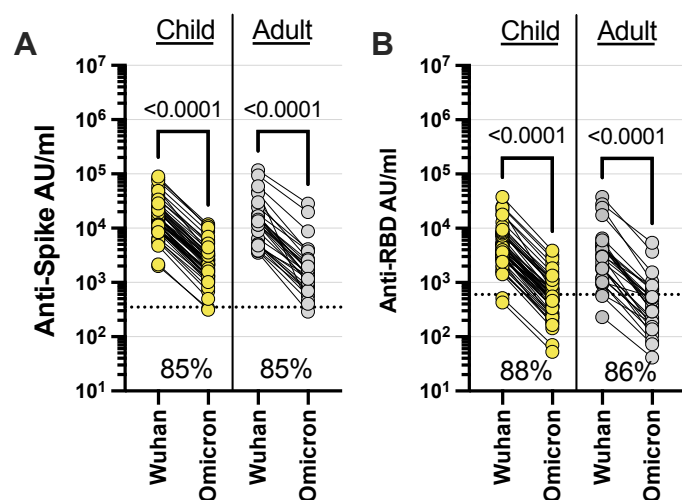 A
Child
Adult
Anti-Spike AU/ml
10⁷
10⁶
10⁵
10⁴
10³
10²
10¹
<0.0001
<0.0001
85%
85%
Wuhan
Omicron
Wuhan
Omicron
B
Child
Adult
Anti-RBD AU/ml
10⁷
10⁶
10⁵
10⁴
10³
10²
10¹
<0.0001
<0.0001
88%
86%
Wuhan
Omicron
Wuhan
Omicron